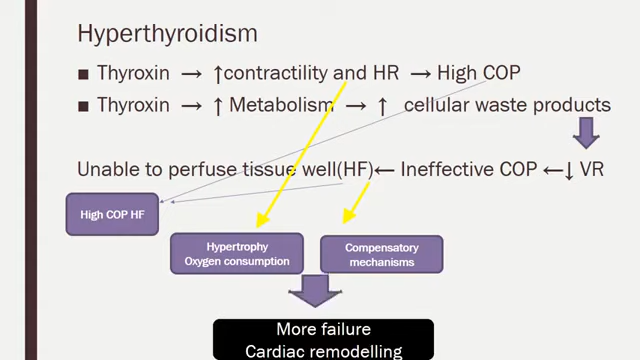 Hyperthyroidism
■ Thyroxin → ↑contractility and HR → High COP
■ Thyroxin → ↑ Metabolism → ↑ cellular waste products
Unable to perfuse tissue well(HF)← Ineffective COP ←↓ VR
High COP HF
Hypertrophy
Oxygen consumption
Compensatory
mechanisms
More failure
Cardiac remodelling